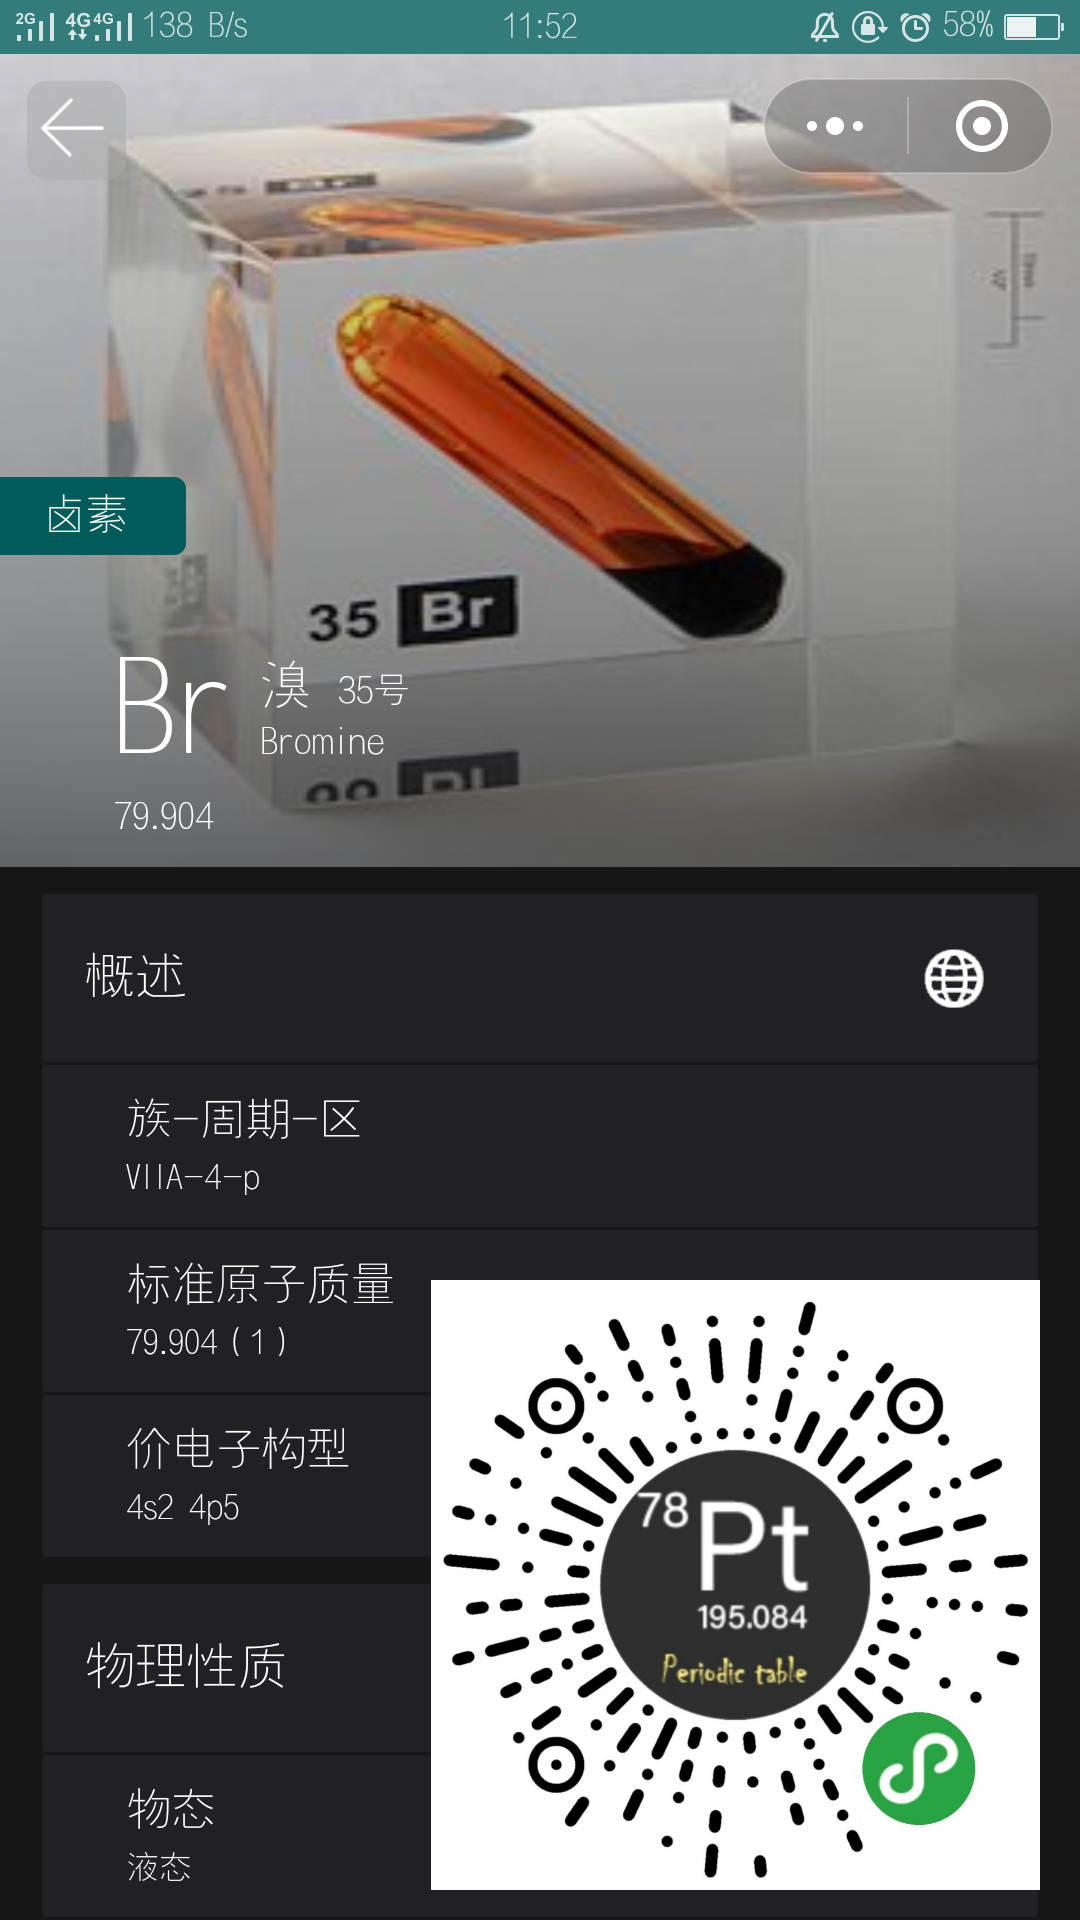 2G 4G 4G 138 B/s 11:52 58%
卤素
35 Br
Br 溴 35号
Bromine
79.904
概述
族-周期-区
VIIA-4-p
标准原子质量
79.904 ( 1 )
价电子构型
4s2 4p5
物理性质
物态
液态
78 Pt
195.084
Periodic table